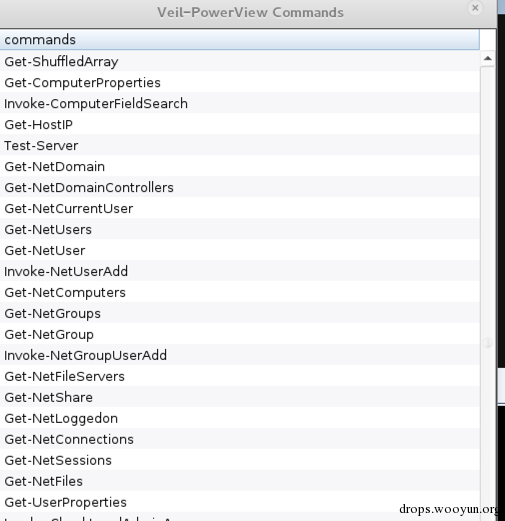 Veil-PowerView Commands
commands
Get-ShuffledArray
Get-ComputerProperties
Invoke-ComputerFieldSearch
Get-HostIP
Test-Server
Get-NetDomain
Get-NetDomainControllers
Get-NetCurrentUser
Get-NetUsers
Get-NetUser
Invoke-NetUserAdd
Get-NetComputers
Get-NetGroups
Get-NetGroup
Invoke-NetGroupUserAdd
Get-NetFileServers
Get-NetShare
Get-NetLoggedon
Get-NetConnections
Get-NetSessions
Get-NetFiles
Get-UserProperties
drops.wooyun.org